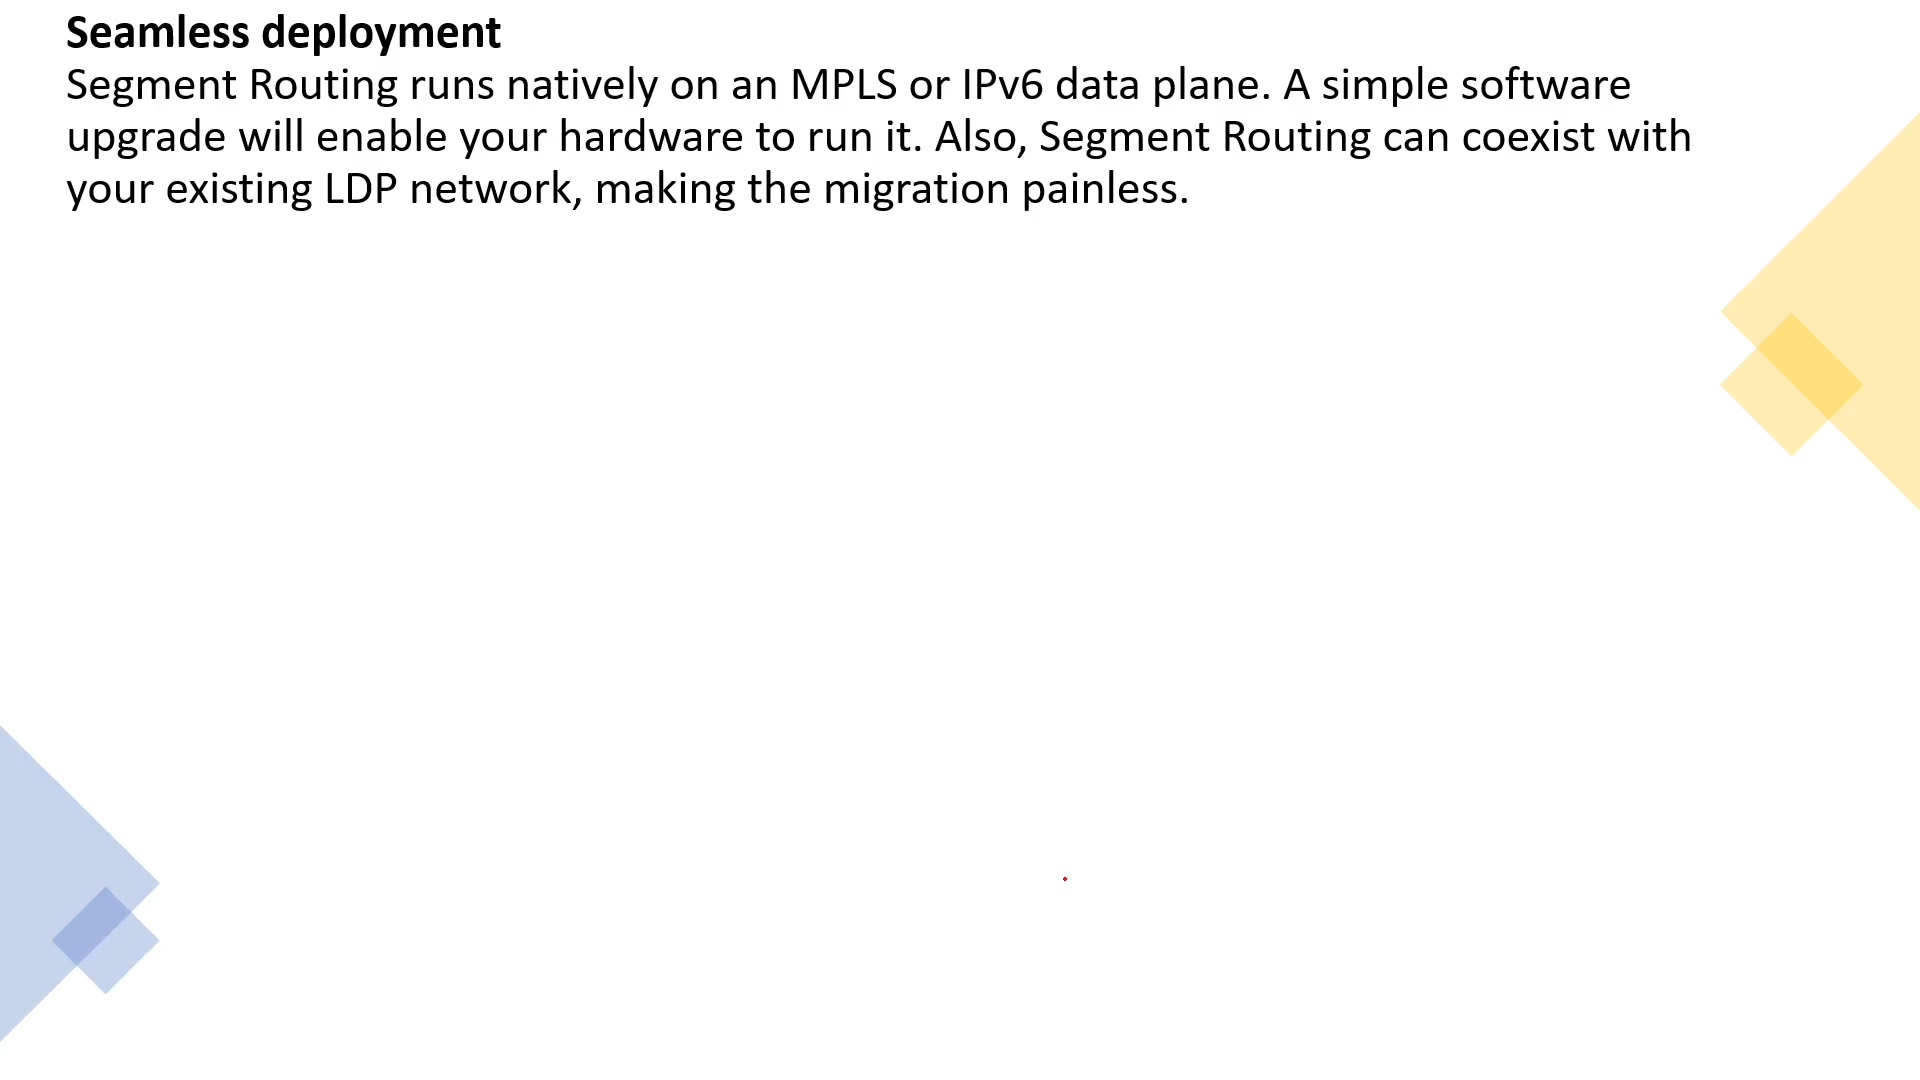 Seamless deployment
Segment Routing runs natively on an MPLS or IPv6 data plane. A simple software
upgrade will enable your hardware to run it. Also, Segment Routing can coexist with
your existing LDP network, making the migration painless.